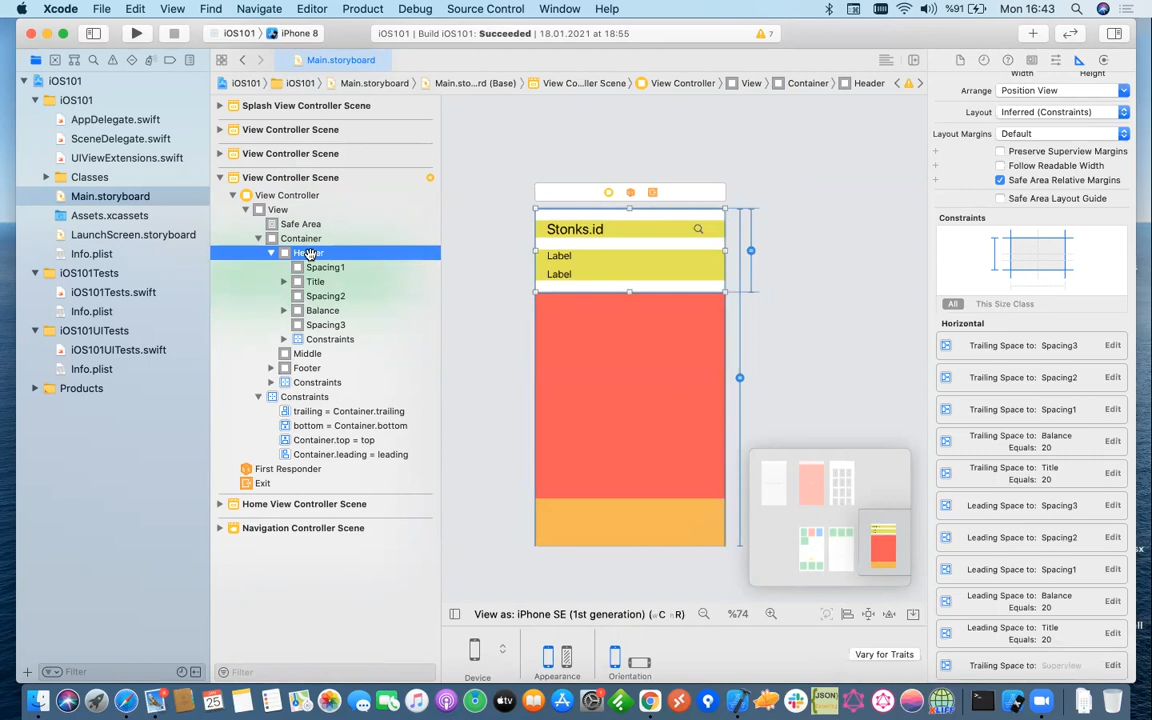 Xcode File Edit View Find Navigate Editor Product Debug Source Control Window Help %91 Mon 16:43
iOS101 iPhone 8 iOS101 | Build iOS101: Succeeded | 18.01.2021 at 18:55 7
Main.storyboard
iOS101 iOS101 Main.storyboard Main.sto...rd (Base) View Co...ller Scene View Controller View Container Header
iOS101
iOS101
AppDelegate.swift
SceneDelegate.swift
UIViewExtensions.swift
Classes
Main.storyboard
Assets.xcassets
LaunchScreen.storyboard
Info.plist
iOS101Tests
iOS101Tests.swift
Info.plist
iOS101UITests
iOS101UITests.swift
Info.plist
Products
Filter
Splash View Controller Scene
View Controller Scene
View Controller Scene
View Controller Scene
View Controller
View
Safe Area
Container
Header
Spacing1
Title
Spacing2
Balance
Spacing3
Constraints
Middle
Footer
Constraints
Constraints
trailing = Container.trailing
bottom = Container.bottom
Container.top = top
Container.leading = leading
First Responder
Exit
Home View Controller Scene
Navigation Controller Scene
Filter
Stonks.id
Label
Label
View as: iPhone SE (1st generation) (wC hR) %74
Device Appearance Orientation
Vary for Traits
Width Height
Arrange Position View
Layout Inferred (Constraints)
Layout Margins Default
Preserve Superview Margins
Follow Readable Width
Safe Area Relative Margins
Safe Area Layout Guide
Constraints
All This Size Class
Horizontal
Trailing Space to: Spacing3 Edit
Trailing Space to: Spacing2 Edit
Trailing Space to: Spacing1 Edit
Trailing Space to: Balance Edit
Equals: 20
Trailing Space to: Title Edit
Equals: 20
Leading Space to: Spacing3 Edit
Leading Space to: Spacing2 Edit
Leading Space to: Spacing1 Edit
Leading Space to: Balance Edit
Equals: 20
Leading Space to: Title Edit
Equals: 20
Trailing Space to: Superview Edit